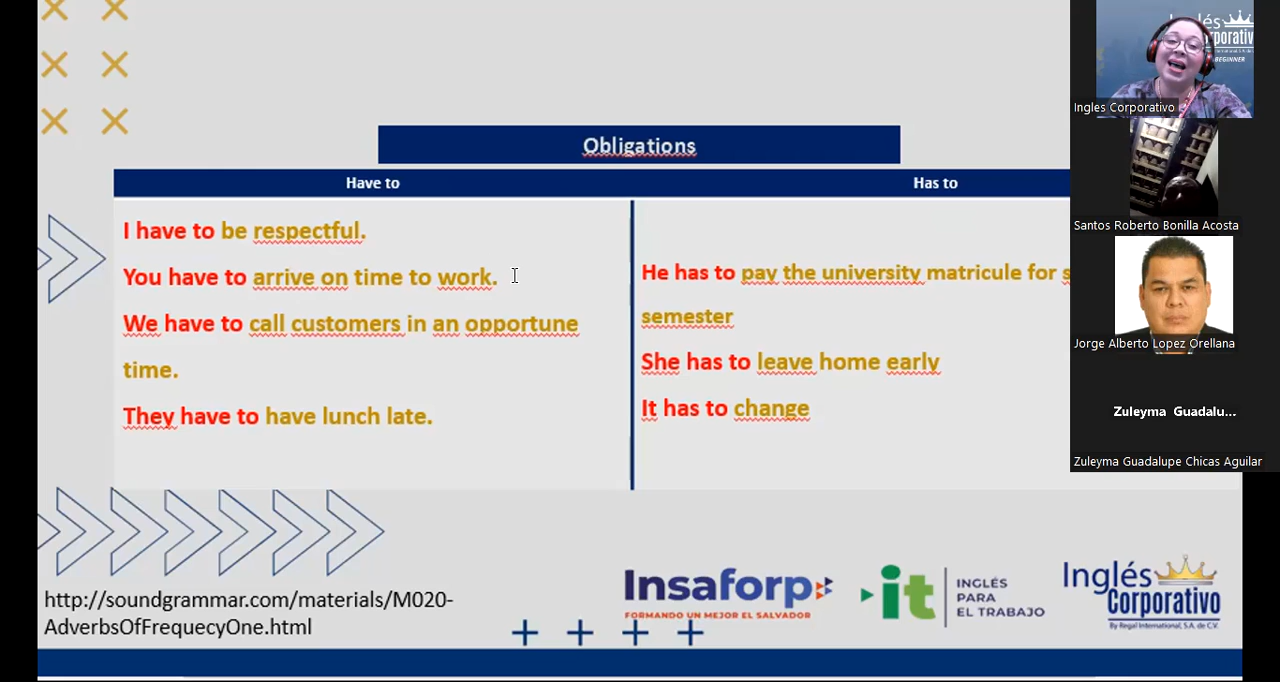 Obligations
Have to
Has to
I have to be respectful.
You have to arrive on time to work.
We have to call customers in an opportune
time.
They have to have lunch late.
He has to pay the university matricule for
semester
She has to leave home early
It has to change
http://soundgrammar.com/materials/M020-
AdverbsOfFrequecyOne.html
Insaforp
FORMANDO UN MEJOR EL SALVADOR
it
INGLÉS
PARA
EL TRABAJO
Inglés
Corporativo
By Regal International, S.A. de C.V.
BEGINNER
Ingles Corporativo
Santos Roberto Bonilla Acosta
Jorge Alberto Lopez Orellana
Zuleyma Guadalu...
Zuleyma Guadalupe Chicas Aguilar